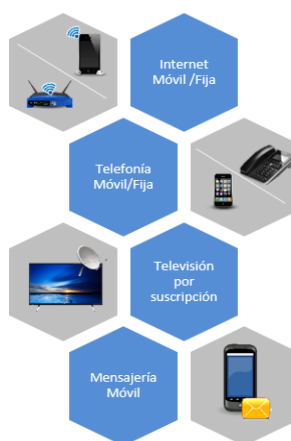 Internet
Móvil /Fija
Telefonía
Móvil/Fija
Televisión
por
suscripción
Mensajería
Móvil